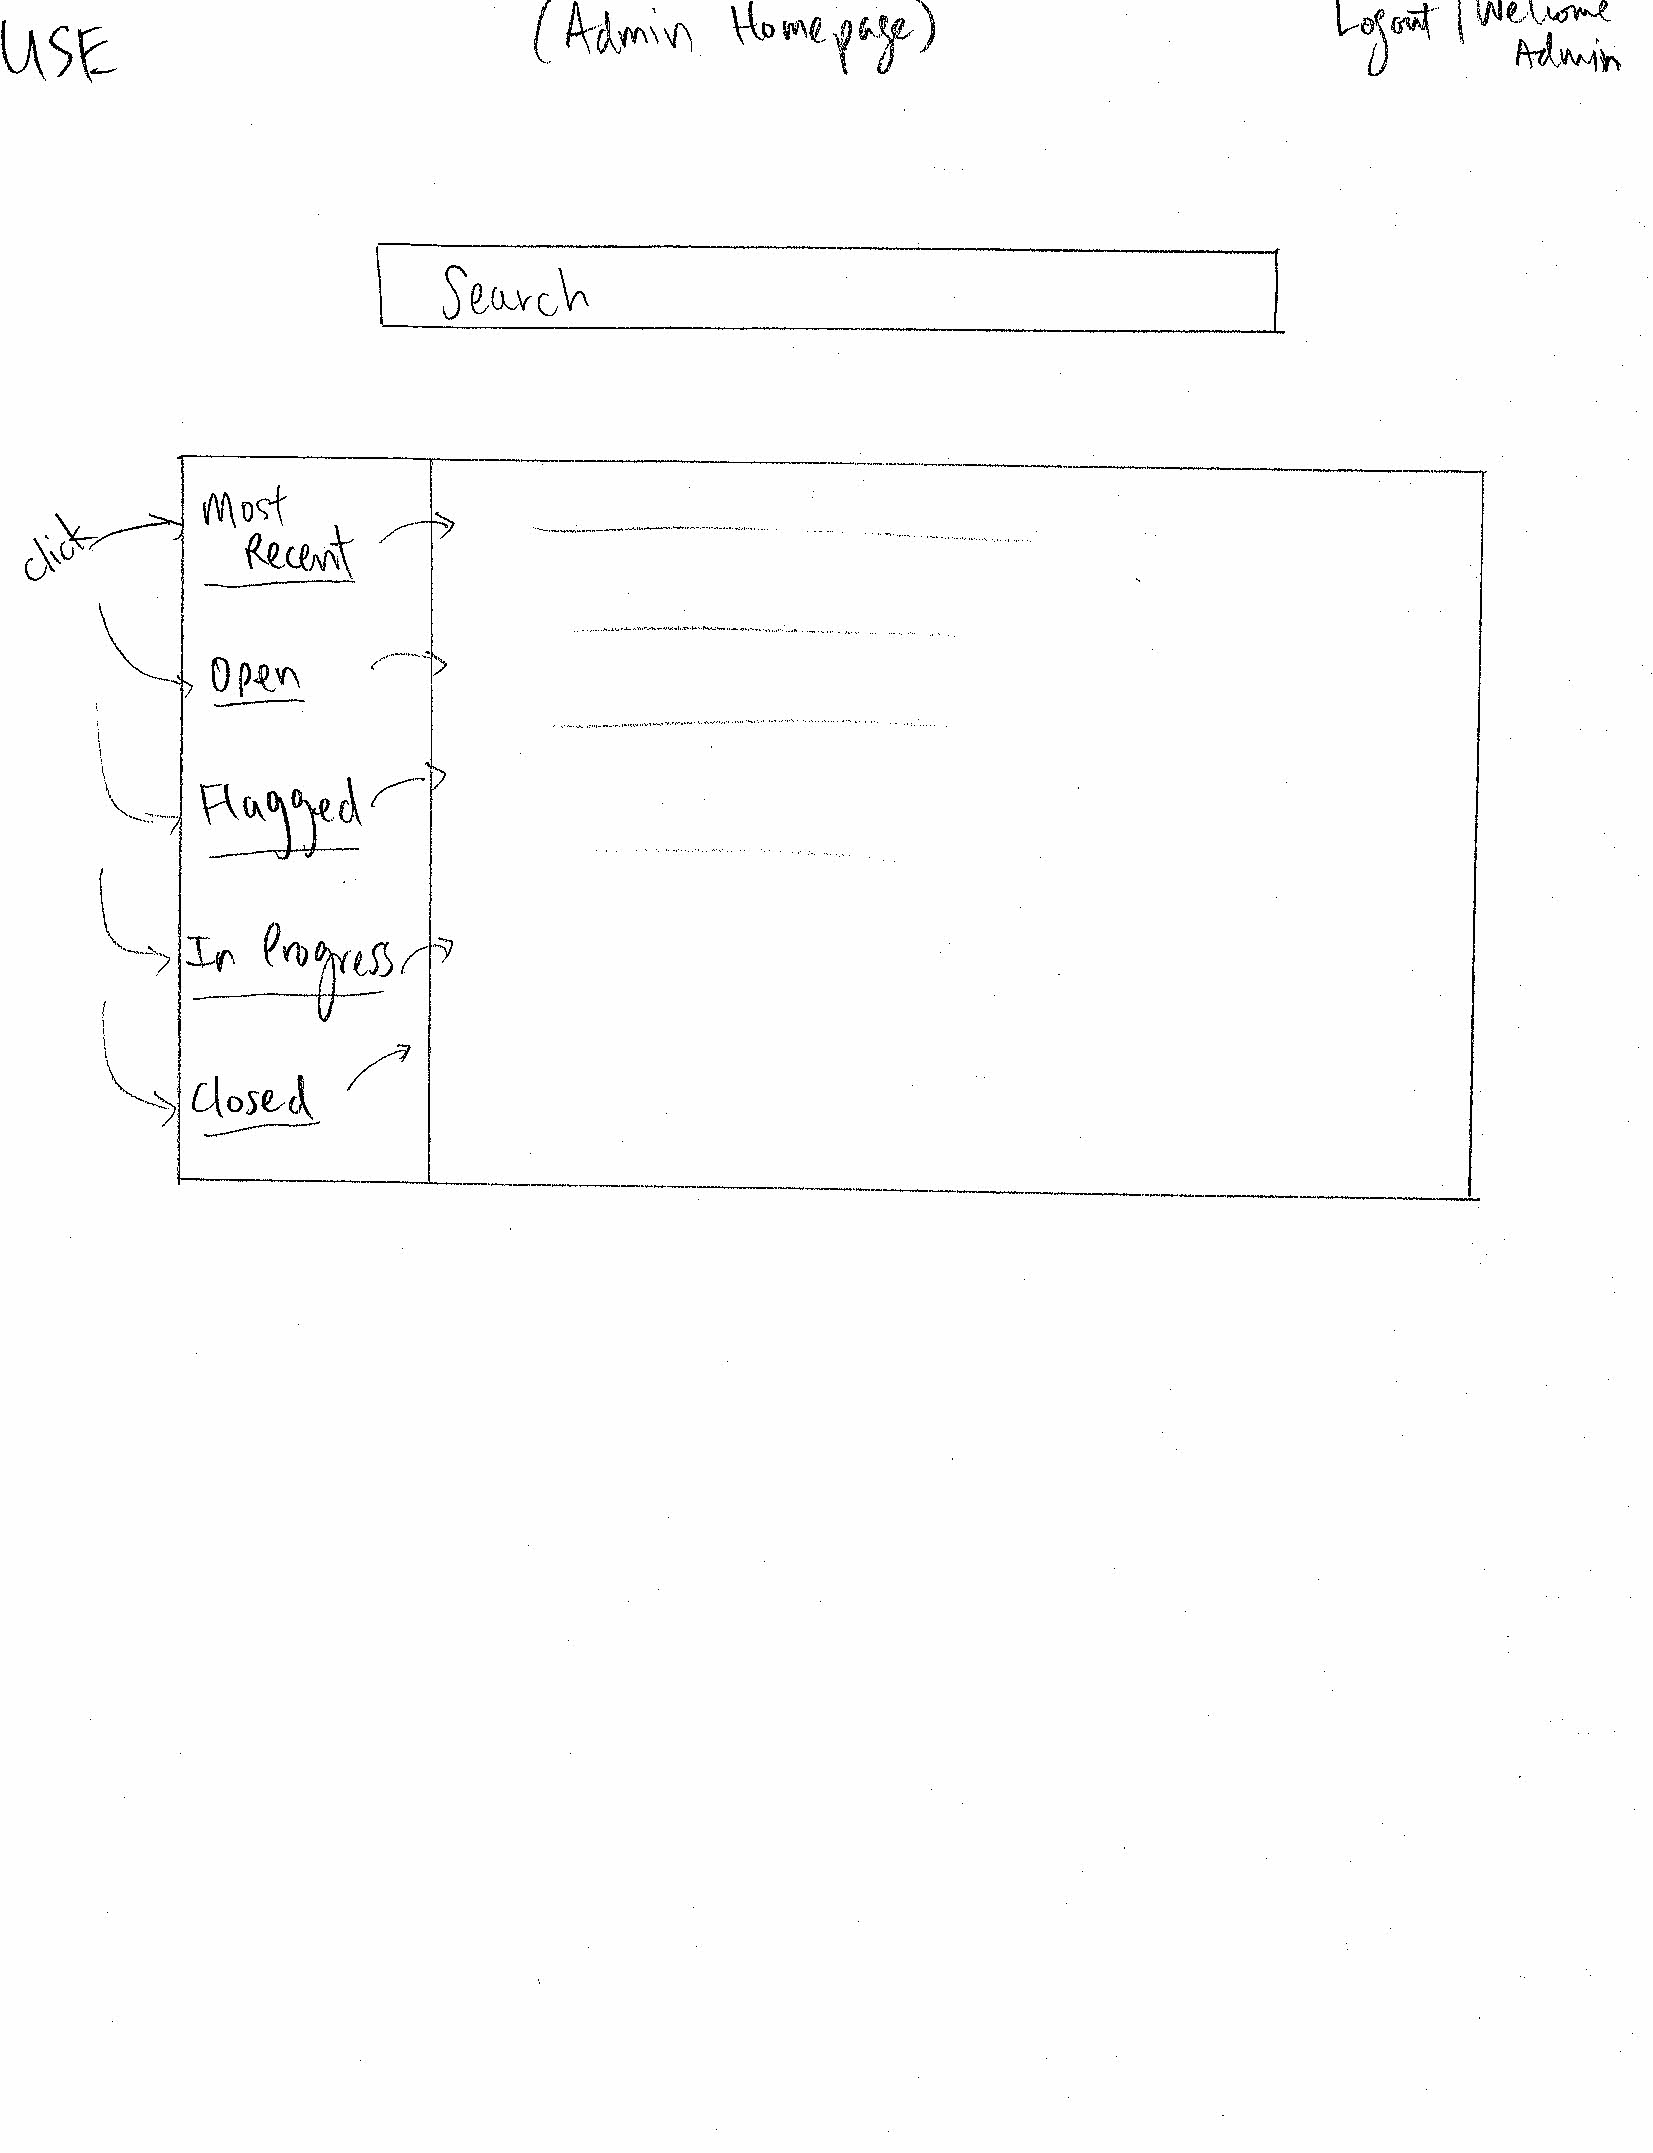 USE
(Admin Homepage)
Logout | Welcome
Admin
Search
click
Most
Recent
Open
Flagged
In Progress
Closed